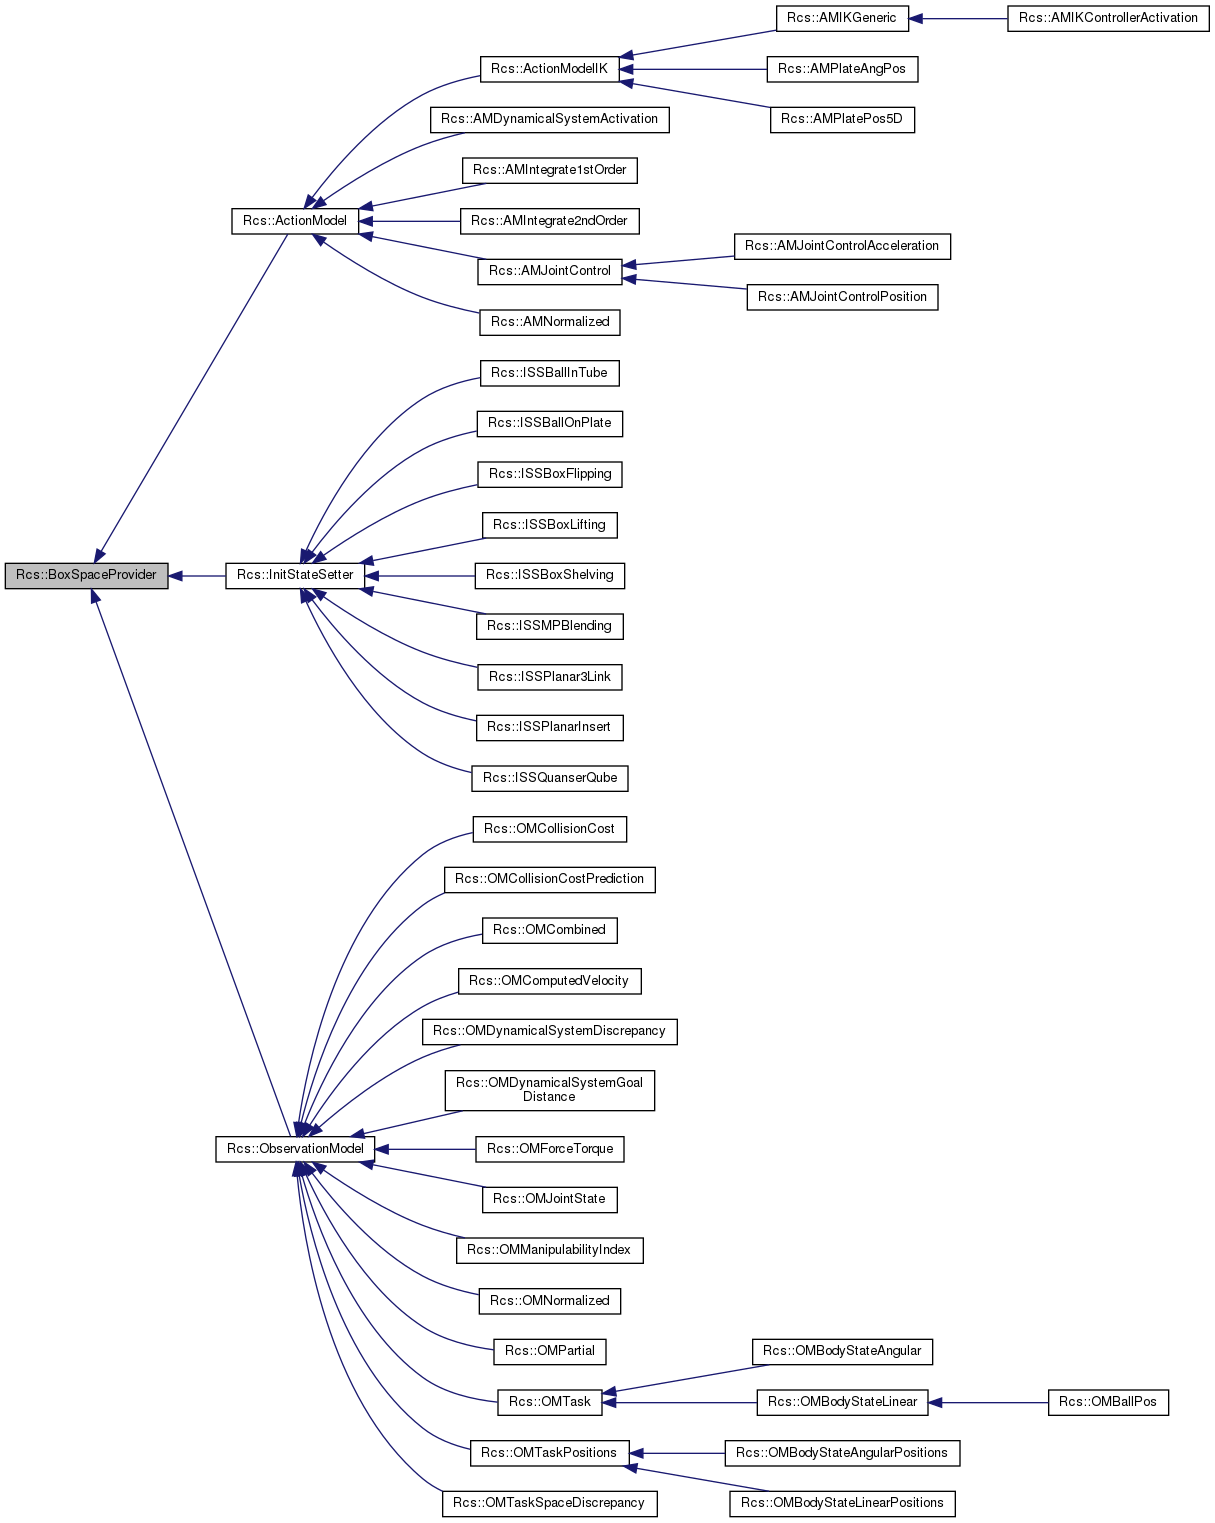 Rcs::AMIKGeneric
Rcs::AMIKControllerActivation
Rcs::ActionModelIK
Rcs::AMPlateAngPos
Rcs::AMPlatePos5D
Rcs::AMDynamicalSystemActivation
Rcs::AMIntegrate1stOrder
Rcs::ActionModel
Rcs::AMIntegrate2ndOrder
Rcs::AMJointControlAcceleration
Rcs::AMJointControl
Rcs::AMJointControlPosition
Rcs::AMNormalized
Rcs::ISSBallInTube
Rcs::ISSBallOnPlate
Rcs::ISSBoxFlipping
Rcs::ISSBoxLifting
Rcs::BoxSpaceProvider
Rcs::InitStateSetter
Rcs::ISSBoxShelving
Rcs::ISSMPBlending
Rcs::ISSPlanar3Link
Rcs::ISSPlanarInsert
Rcs::ISSQuanserQube
Rcs::OMCollisionCost
Rcs::OMCollisionCostPrediction
Rcs::OMCombined
Rcs::OMComputedVelocity
Rcs::OMDynamicalSystemDiscrepancy
Rcs::OMDynamicalSystemGoal
Distance
Rcs::ObservationModel
Rcs::OMForceTorque
Rcs::OMJointState
Rcs::OMManipulabilityIndex
Rcs::OMNormalized
Rcs::OMPartial
Rcs::OMBodyStateAngular
Rcs::OMTask
Rcs::OMBodyStateLinear
Rcs::OMBallPos
Rcs::OMTaskPositions
Rcs::OMBodyStateAngularPositions
Rcs::OMTaskSpaceDiscrepancy
Rcs::OMBodyStateLinearPositions